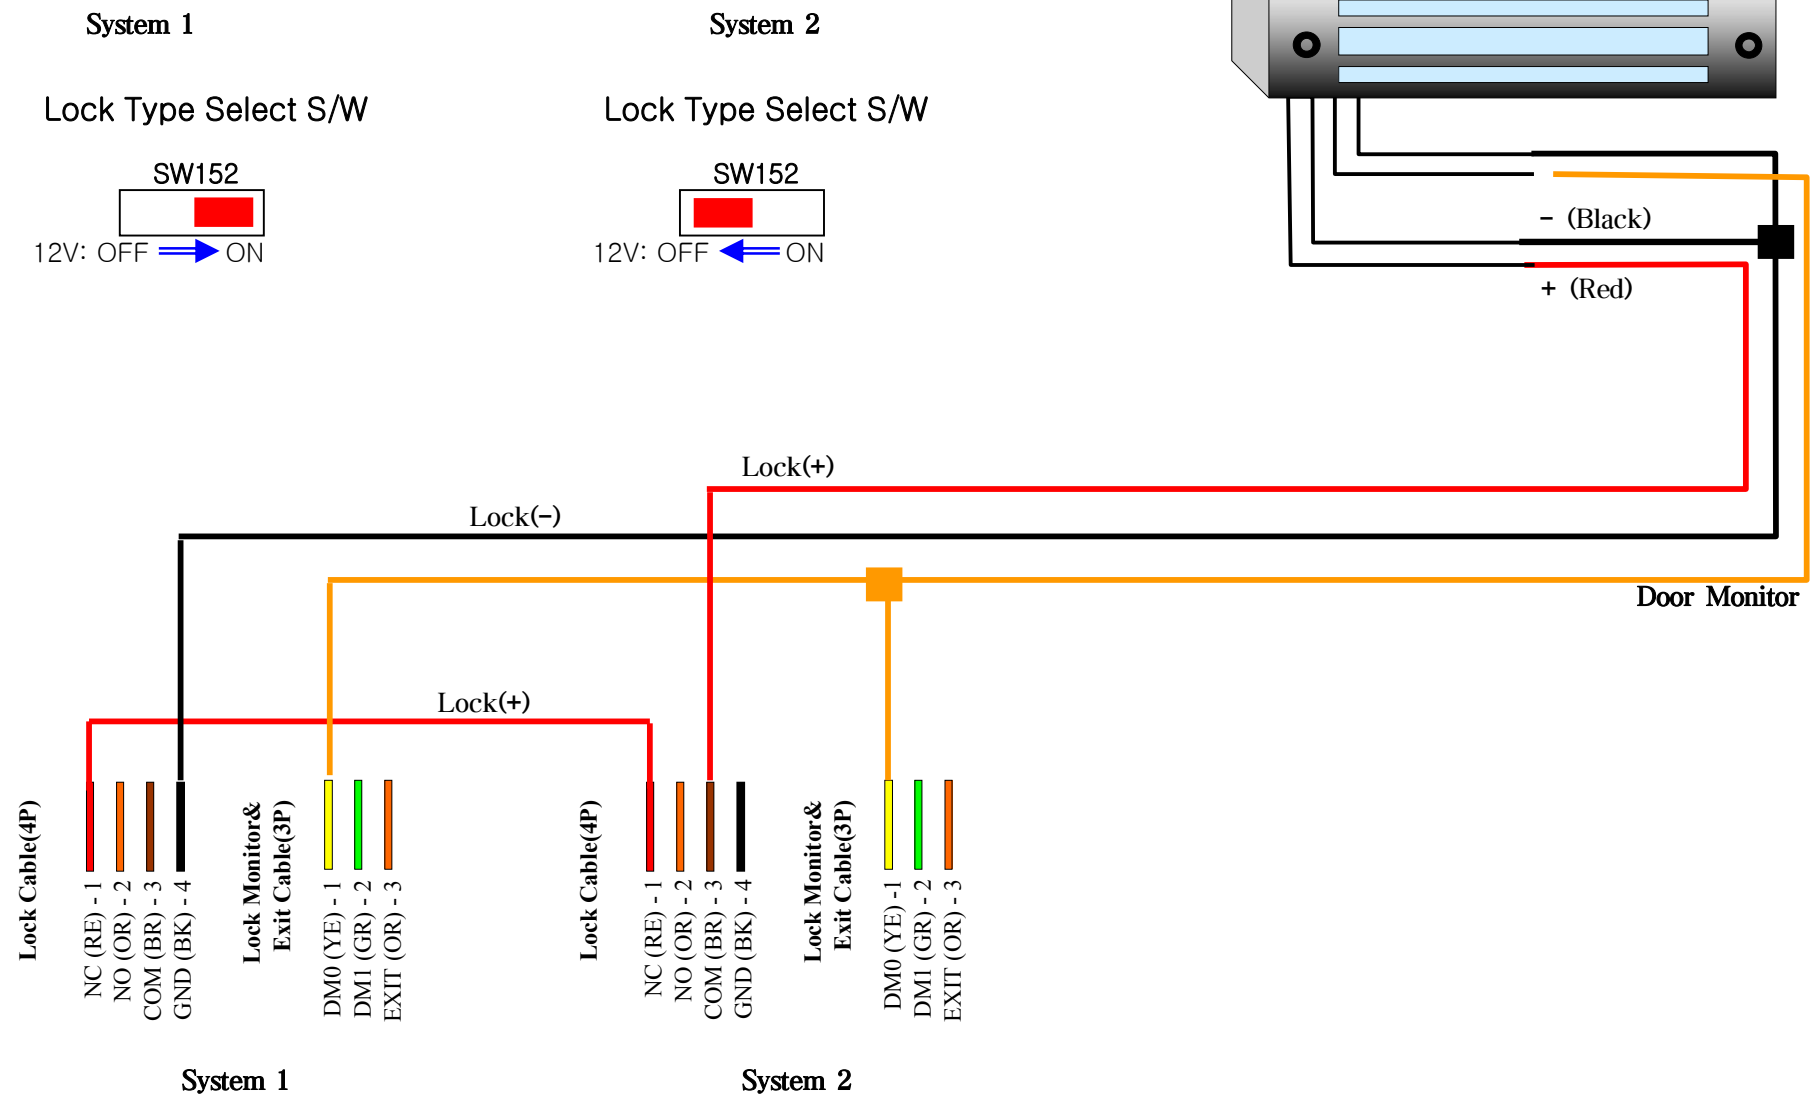 System 1
System 2
Lock Type Select S/W
Lock Type Select S/W
SW152
SW152
12V: OFF ON
12V: OFF ON
- (Black)
+ (Red)
Lock(+)
Lock(-)
Door Monitor
Lock(+)
Lock Cable(4P)
NC (RE) - 1
NO (OR) - 2
COM (BR) - 3
GND (BK) - 4
Lock Monitor&
Exit Cable(3P)
DM0 (YE) - 1
DM1 (GR) - 2
EXIT (OR) - 3
Lock Cable(4P)
NC (RE) - 1
NO (OR) - 2
COM (BR) - 3
GND (BK) - 4
Lock Monitor&
Exit Cable(3P)
DM0 (YE) -1
DM1 (GR) - 2
EXIT (OR) - 3
System 1
System 2